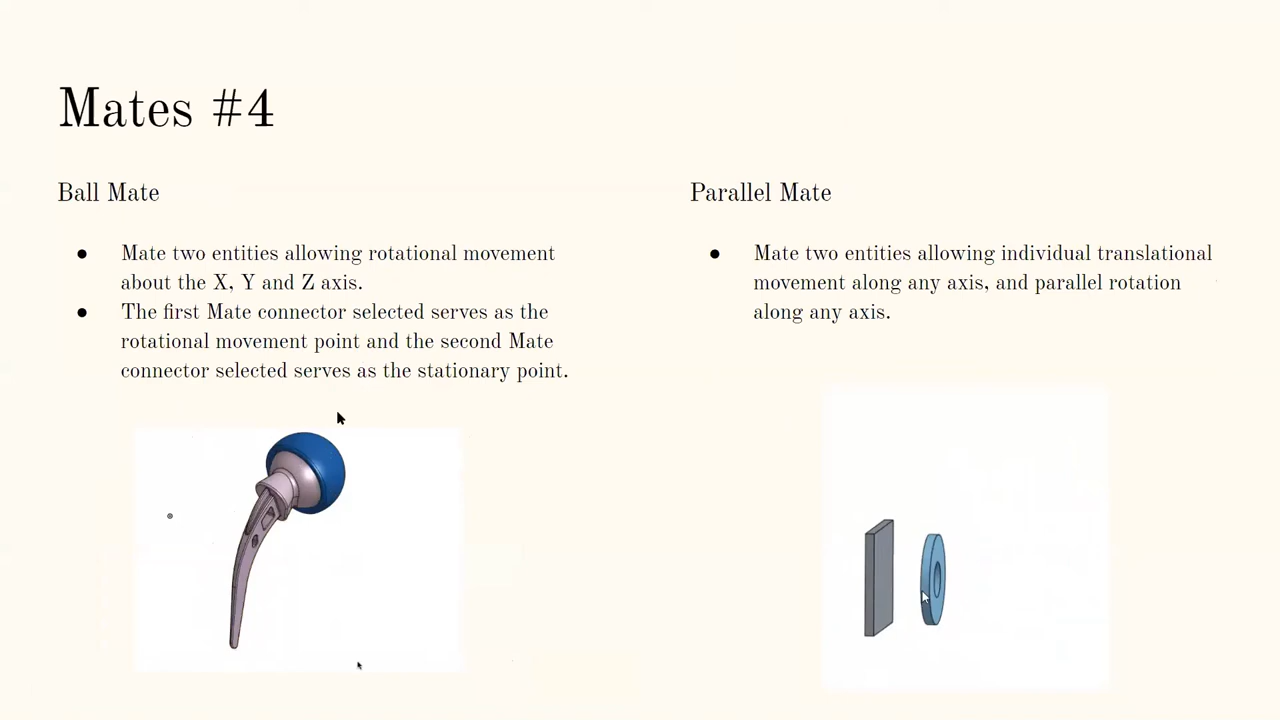 Mates #4
Ball Mate
● Mate two entities allowing rotational movement
about the X, Y and Z axis.
● The first Mate connector selected serves as the
rotational movement point and the second Mate
connector selected serves as the stationary point.
Parallel Mate
● Mate two entities allowing individual translational
movement along any axis, and parallel rotation
along any axis.